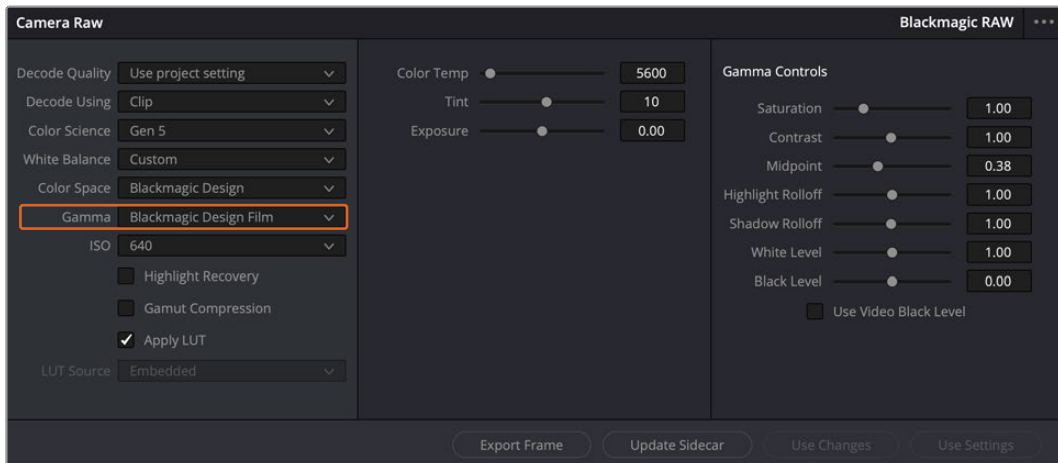 Camera Raw
Blackmagic RAW
Decode Quality Use project setting
Decode Using Clip
Color Science Gen 5
White Balance Custom
Color Space Blackmagic Design
Gamma Blackmagic Design Film
ISO 640
Highlight Recovery
Gamut Compression
Apply LUT
LUT Source Embedded
Color Temp 5600
Tint 10
Exposure 0.00
Gamma Controls
Saturation 1.00
Contrast 1.00
Midpoint 0.38
Highlight Rolloff 1.00
Shadow Rolloff 1.00
White Level 1.00
Black Level 0.00
Use Video Black Level
Export Frame Update Sidecar Use Changes Use Settings